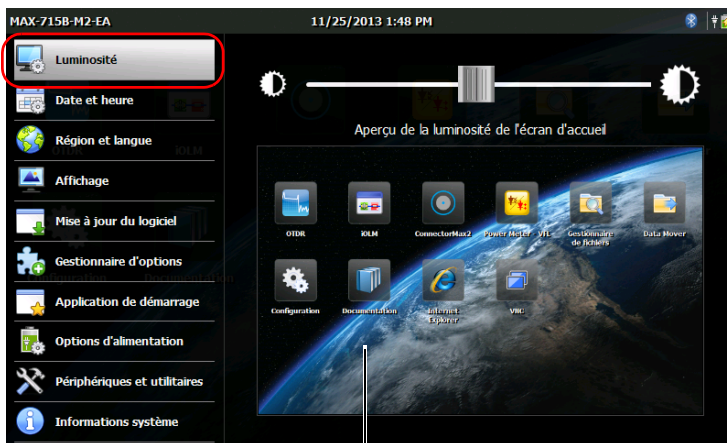 MAX-715B-M2-EA
11/25/2013 1:48 PM
Luminosité
Date et heure
Région et langue
Affichage
Mise à jour du logiciel
Gestionnaire d'options
Application de démarrage
Options d'alimentation
Périphériques et utilitaires
Informations système
Aperçu de la luminosité de l'écran d'accueil
OTDR
iOLM
ConnectorMax2
Power Meter - VFL
Gestionnaire
de fichiers
Data Mover
Configuration
Documentation
Internet
Explorer
VNC